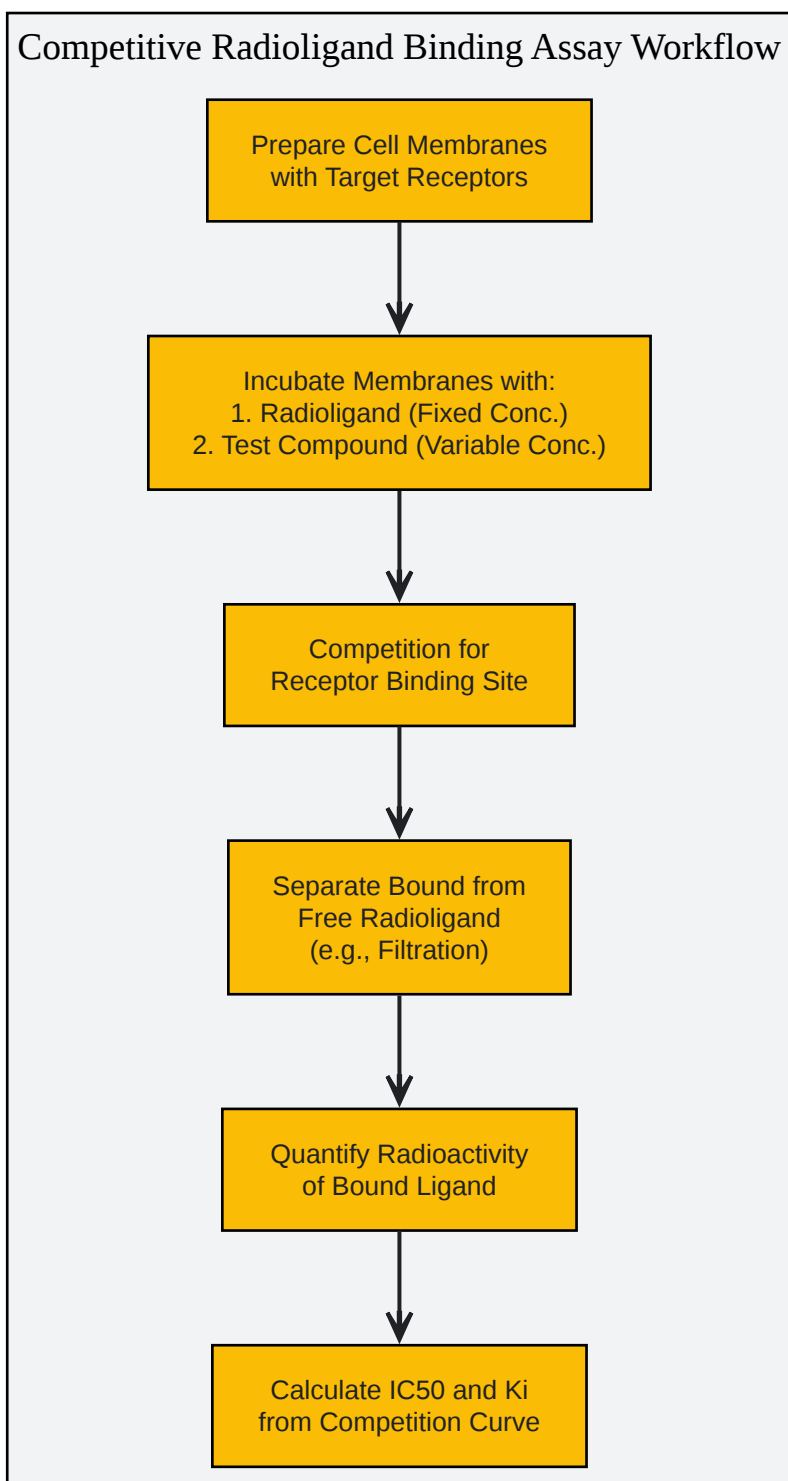 Competitive Radioligand Binding Assay Workflow
Prepare Cell Membranes
with Target Receptors
Incubate Membranes with:
1. Radioligand (Fixed Conc.)
2. Test Compound (Variable Conc.)
Competition for
Receptor Binding Site
Separate Bound from
Free Radioligand
(e.g., Filtration)
Quantify Radioactivity
of Bound Ligand
Calculate IC50 and Ki
from Competition Curve